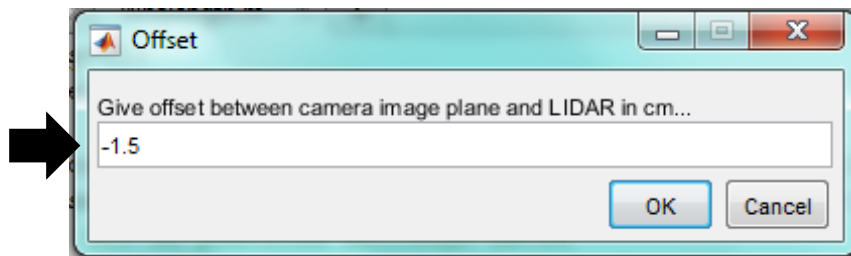 Offset
Give offset between camera image plane and LIDAR in cm...
-1.5
OK Cancel